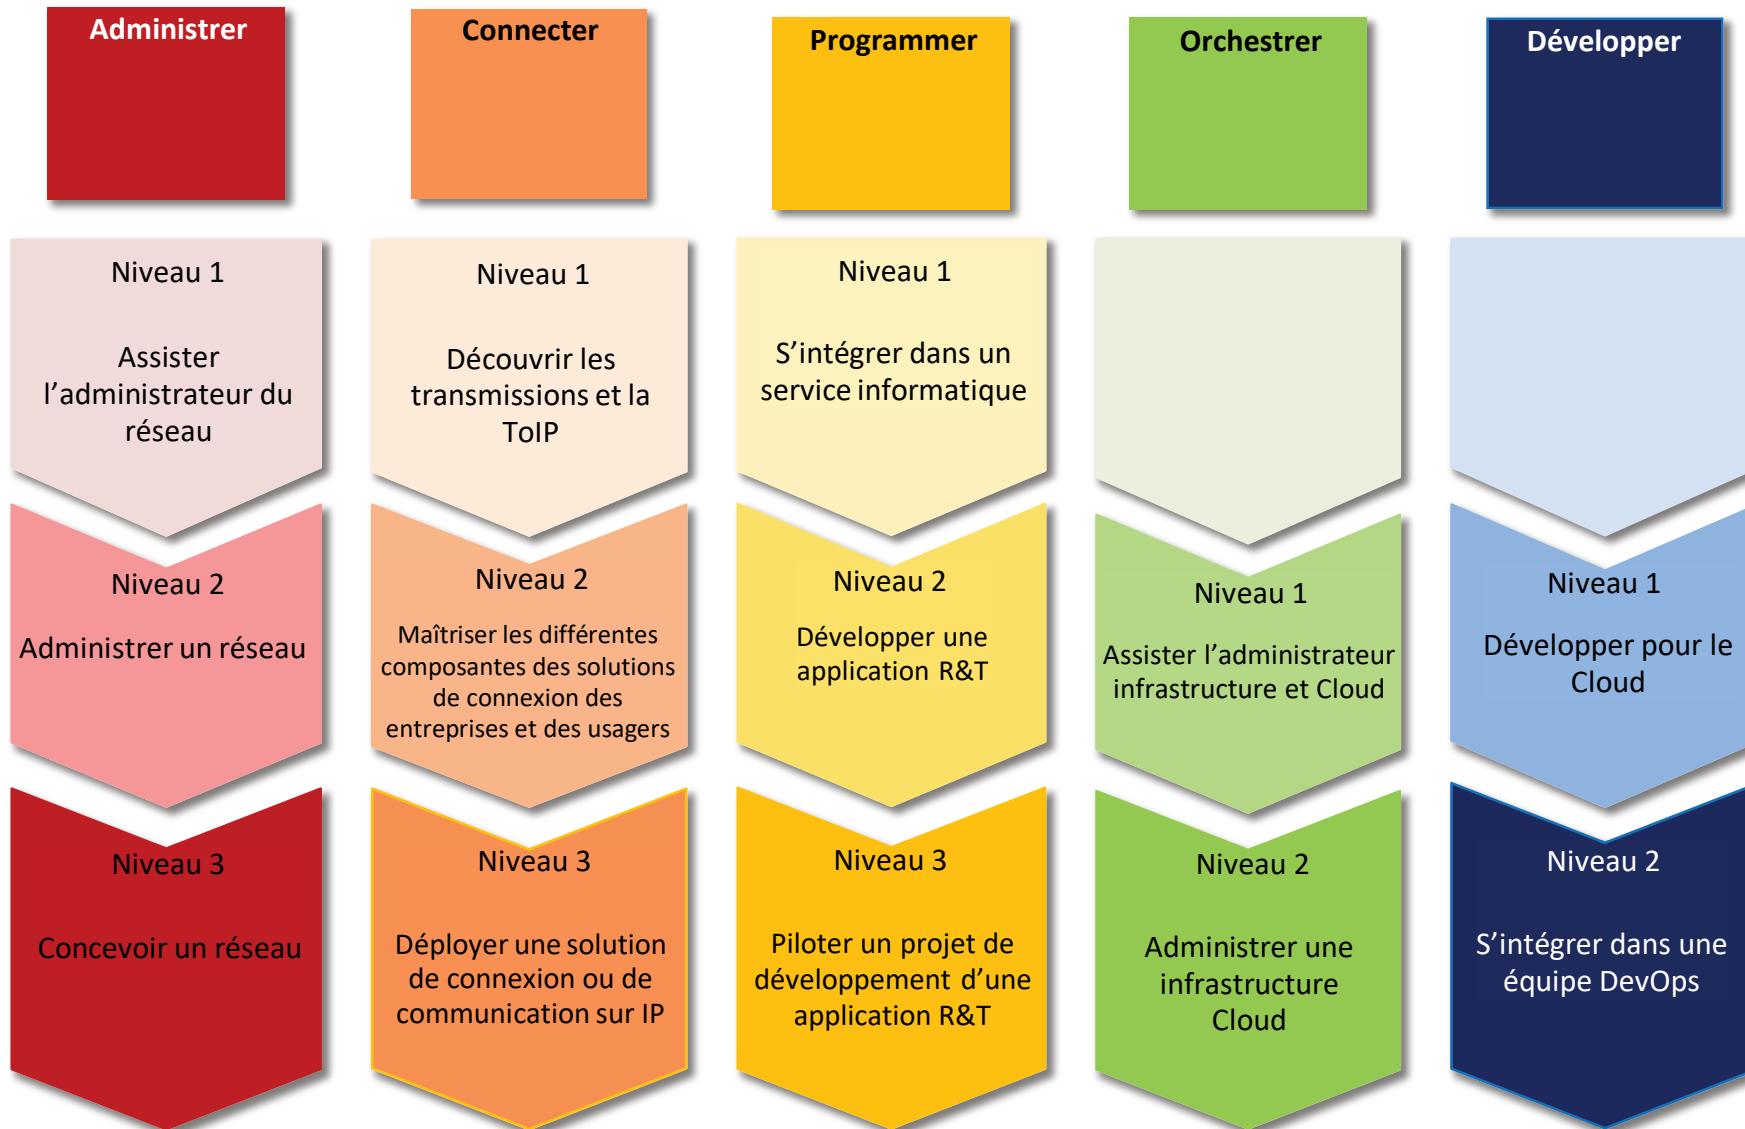 Administrer
Connecter
Programmer
Orchestrer
Développer
Niveau 1
Assister
l’administrateur du
réseau
Niveau 1
Découvrir les
transmissions et la
ToIP
Niveau 1
S’intégrer dans un
service informatique
Niveau 2
Administrer un réseau
Niveau 2
Maîtriser les différentes
composantes des solutions
de connexion des
entreprises et des usagers
Niveau 2
Développer une
application R&T
Niveau 1
Assister l’administrateur
infrastructure et Cloud
Niveau 1
Développer pour le
Cloud
Niveau 3
Concevoir un réseau
Niveau 3
Déployer une solution
de connexion ou de
communication sur IP
Niveau 3
Piloter un projet de
développement d’une
application R&T
Niveau 2
Administrer une
infrastructure
Cloud
Niveau 2
S’intégrer dans une
équipe DevOps